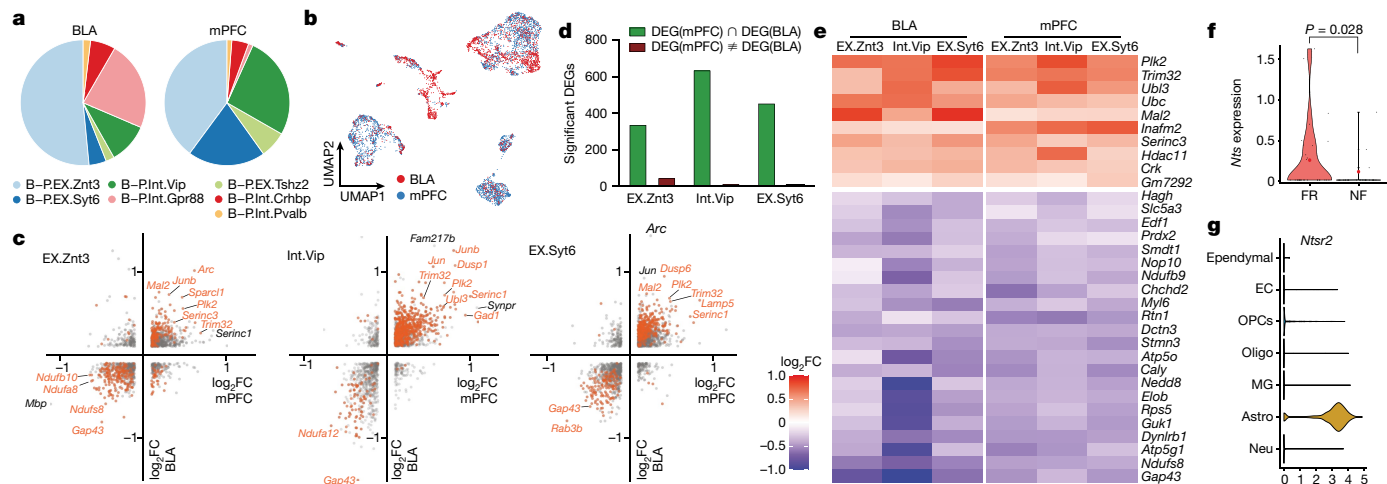 a
BLA
mPFC
B–P.EX.Znt3
B–P.Int.Vip
B–P.EX.Tshz2
B–P.EX.Syt6
B–P.Int.Gpr88
B–P.Int.Crhbp
B–P.Int.Pvalb
b
UMAP2
UMAP1
BLA
mPFC
c
EX.Znt3
1
Arc
Mal2
Junb
Sparcl1
Plk2
Serinc3
Trim32
Serinc1
−1
1
Ndufb10
Ndufa8
Mbp
Ndufs8
Gap43
−1
log2FC
mPFC
log2FC
BLA
Int.Vip
Fam217b
1
Junb
Jun
Dusp1
Trim32
Plk2
Ubl3
Serinc1
Synpr
Gad1
−1
1
Ndufa12
Gap43
−1
log2FC
mPFC
log2FC
BLA
EX.Syt6
Arc
1
Jun
Dusp6
Mal2
Trim32
Lamp5
Serinc1
−1
1
Gap43
Rab3b
−1
log2FC
mPFC
log2FC
BLA
d
DEG(mPFC) ∩ DEG(BLA)
DEG(mPFC) ≠ DEG(BLA)
Significant DEGs
800
600
400
200
0
EX.Znt3
Int.Vip
EX.Syt6
e
BLA
mPFC
EX.Znt3 Int.Vip EX.Syt6
EX.Znt3 Int.Vip EX.Syt6
Plk2
Trim32
Ubl3
Ubc
Mal2
Inafm2
Serinc3
Hdac11
Crk
Gm7292
Hagh
Slc5a3
Edf1
Prdx2
Smdt1
Nop10
Ndufb9
Chchd2
Myl6
Rtn1
Dctn3
Stmn3
Atp5o
Caly
Nedd8
Elob
Rps5
Guk1
Dynlrb1
Atp5g1
Ndufs8
Gap43
log2FC
1.0
0.5
0
−0.5
−1.0
f
P = 0.028
Nts expression
1.5
1.0
0.5
0
FR
NF
g
Ntsr2
Ependymal
EC
OPCs
Oligo
MG
Astro
Neu
0 1 2 3 4 5